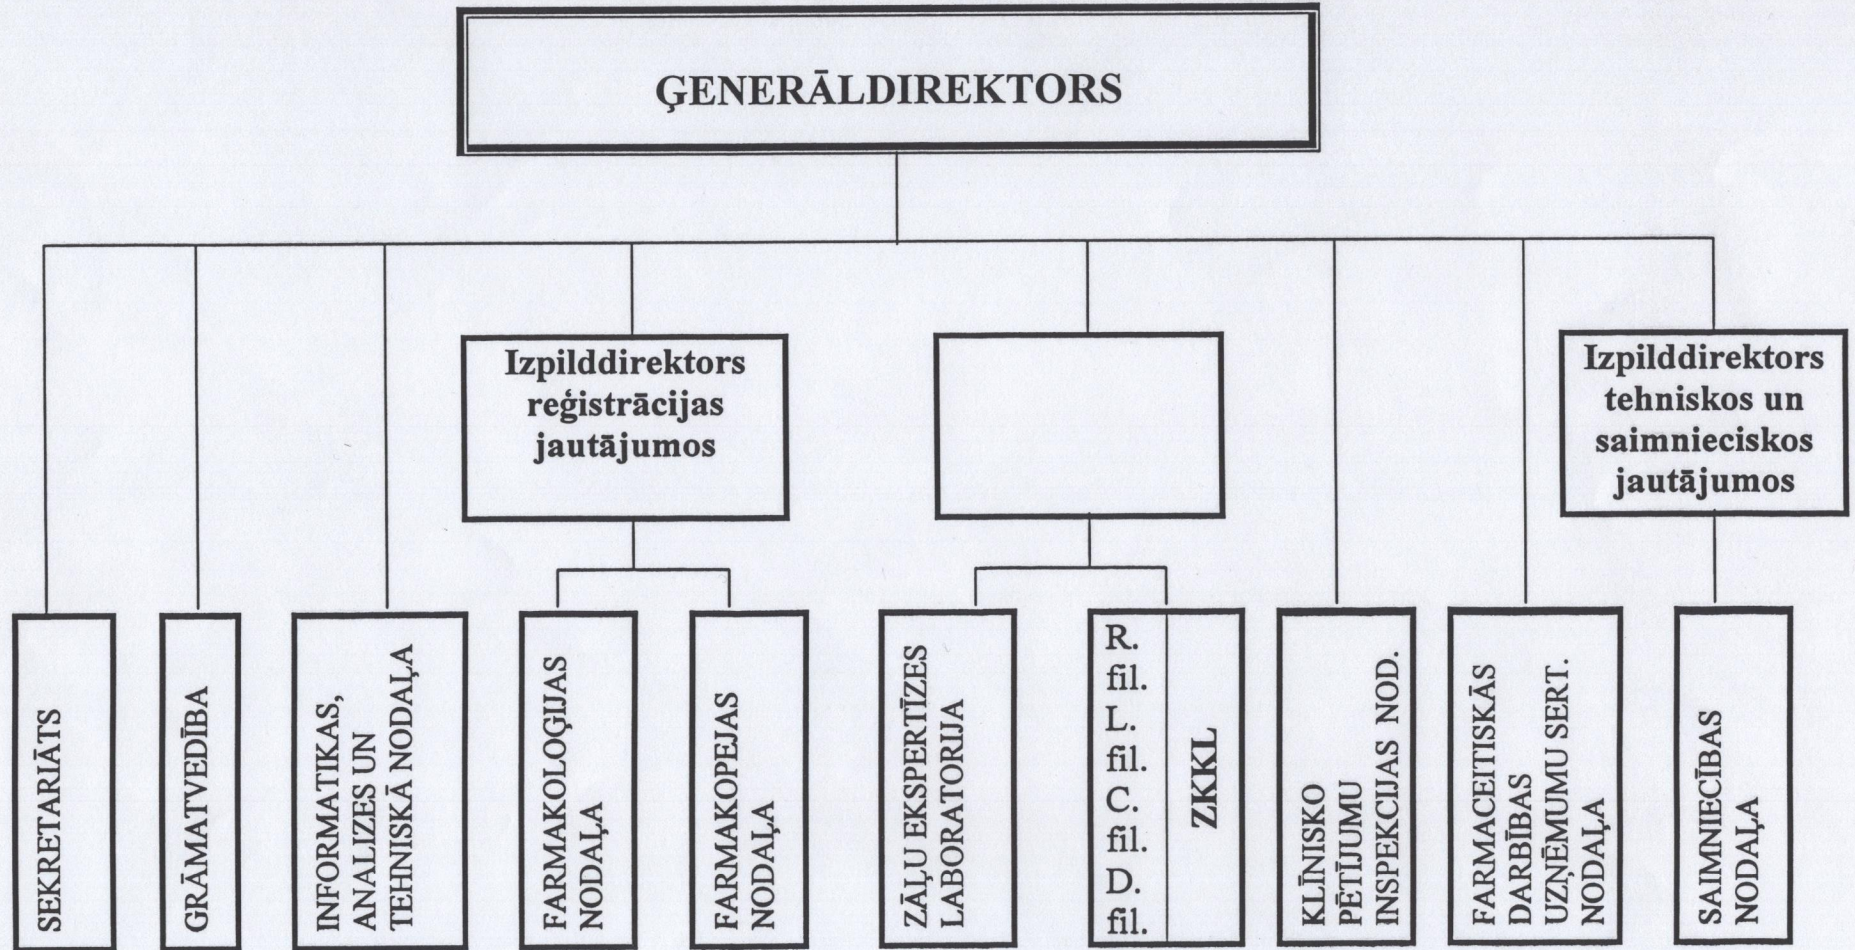 ĢENERĀLDIREKTORS
Izpilddirektors
reģistrācijas
jautājumos
Izpilddirektors
tehniskos un
saimnieciskos
jautājumos
SEKRETARIĀTS
GRĀMATVEDĪBA
INFORMATIKAS,
ANALIZES UN
TEHNISKĀ NODAĻA
FARMAKOLOĢIJAS
NODAĻA
FARMAKOPEJAS
NODAĻA
ZĀĻU EKSPERTĪZES
LABORATORIJA
R.
fil.
L.
fil.
C.
fil.
D.
fil.
ZKKL
KLĪNISKO
PĒTĪJUMU
INSPEKCIJAS NOD.
FARMACEITISKĀS
DARBĪBAS
UZŅĒMUMU SERT.
NODAĻA
SAIMNIECĪBAS
NODAĻA